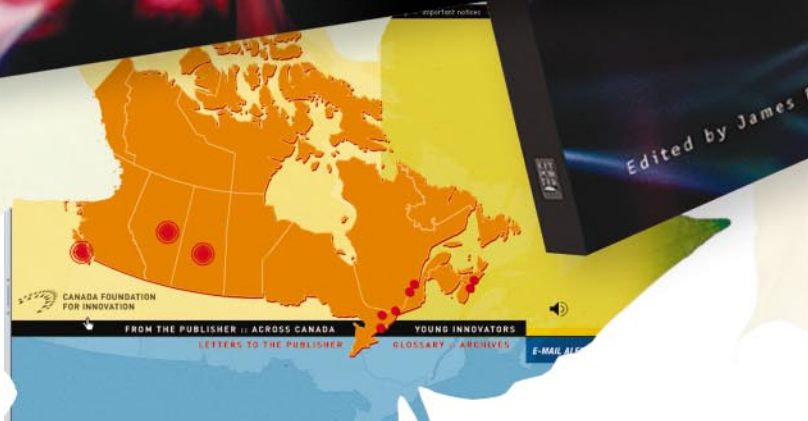 important notices
Edited by James
CANADA FOUNDATION
FOR INNOVATION
FROM THE PUBLISHER :: ACROSS CANADA
YOUNG INNOVATORS
LETTERS TO THE PUBLISHER
GLOSSARY :: ARCHIVES
E-MAIL